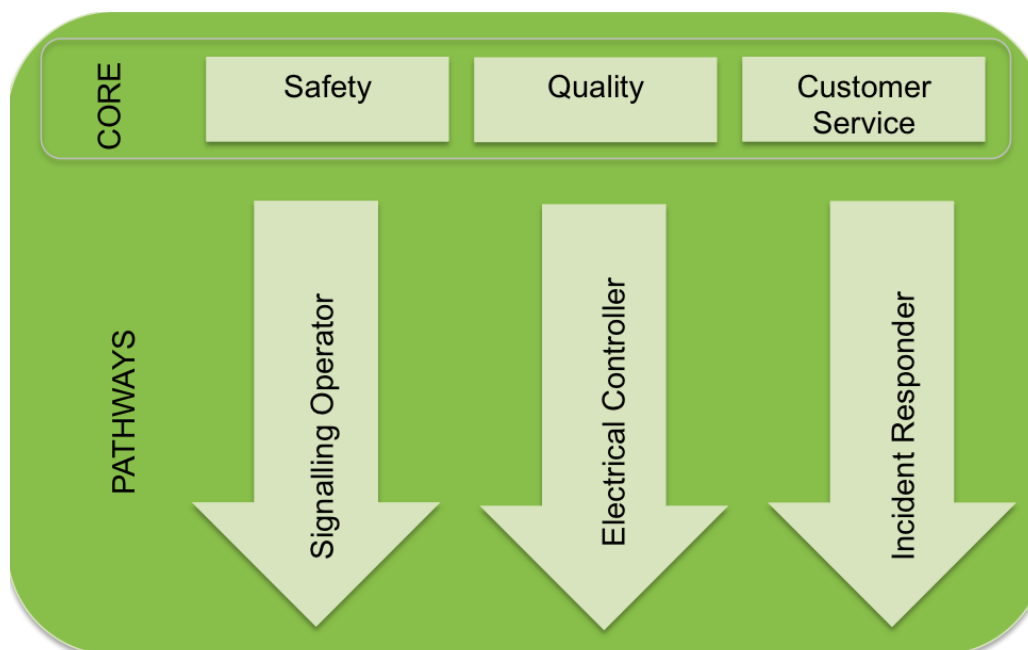 CORE
Safety
Quality
Customer
Service
PATHWAYS
Signalling Operator
Electrical Controller
Incident Responder